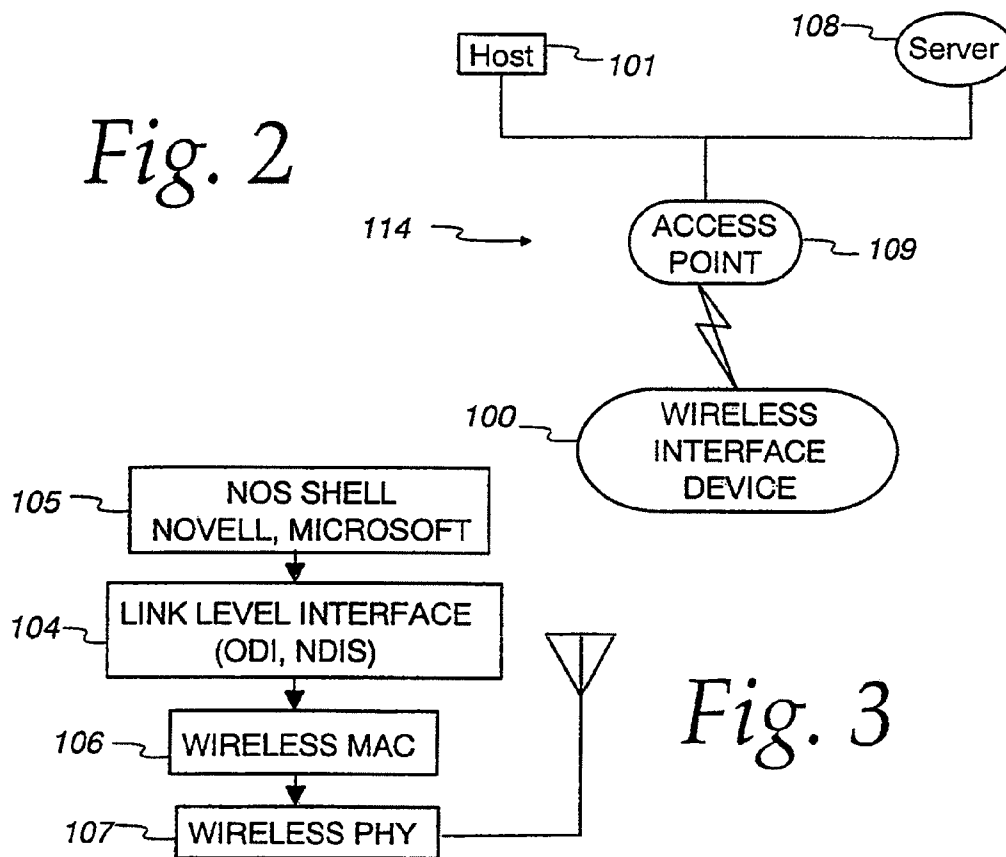 108
Host
101
Server
Fig. 2
114
ACCESS
POINT
109
100
WIRELESS
INTERFACE
DEVICE
105
NOS SHELL
NOVELL, MICROSOFT
104
LINK LEVEL INTERFACE
(ODI, NDIS)
106
WIRELESS MAC
Fig. 3
107
WIRELESS PHY